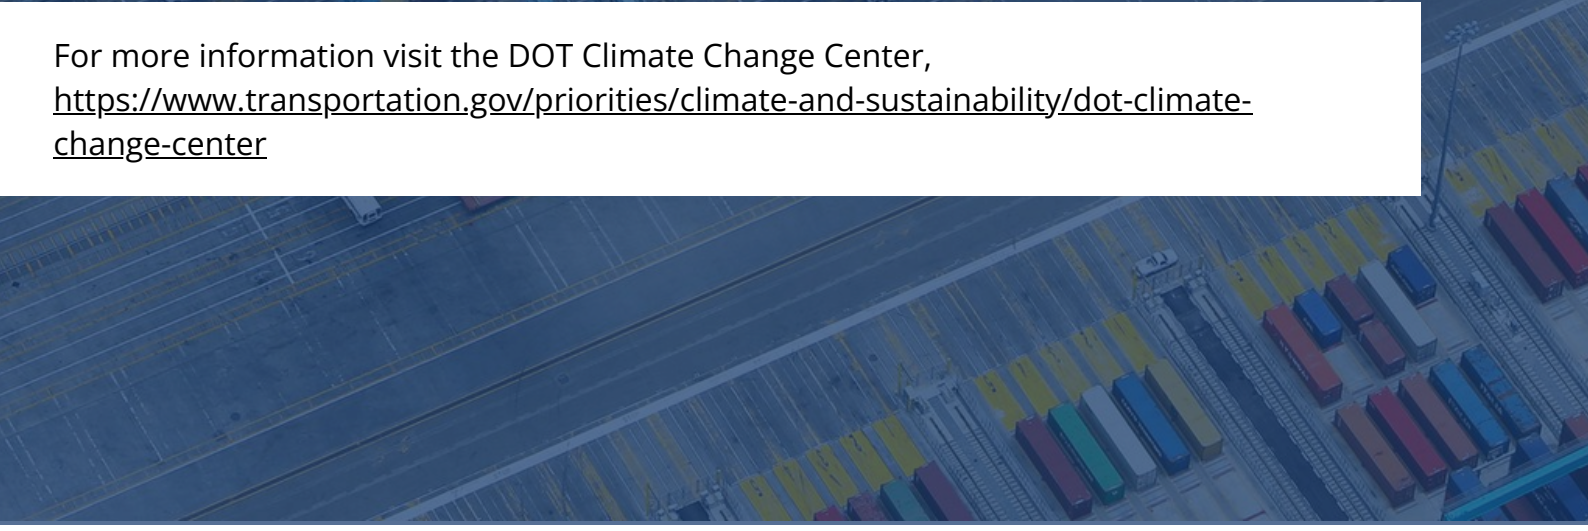 For more information visit the DOT Climate Change Center,
https://www.transportation.gov/priorities/climate-and-sustainability/dot-climate-
change-center